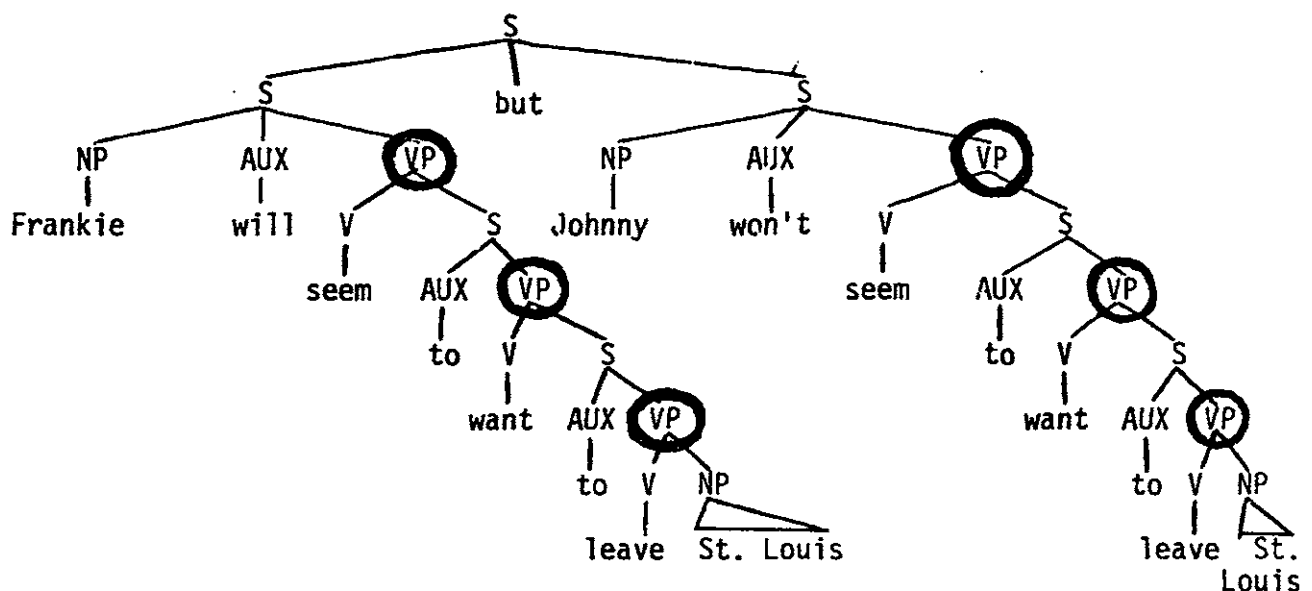 S
S but S
NP AUX VP NP AUX VP
Frankie will V S Johnny won't V S
seem AUX VP seem AUX VP
to V S to V S
want AUX VP want AUX VP
to V NP to V NP
leave St. Louis leave St.
Louis